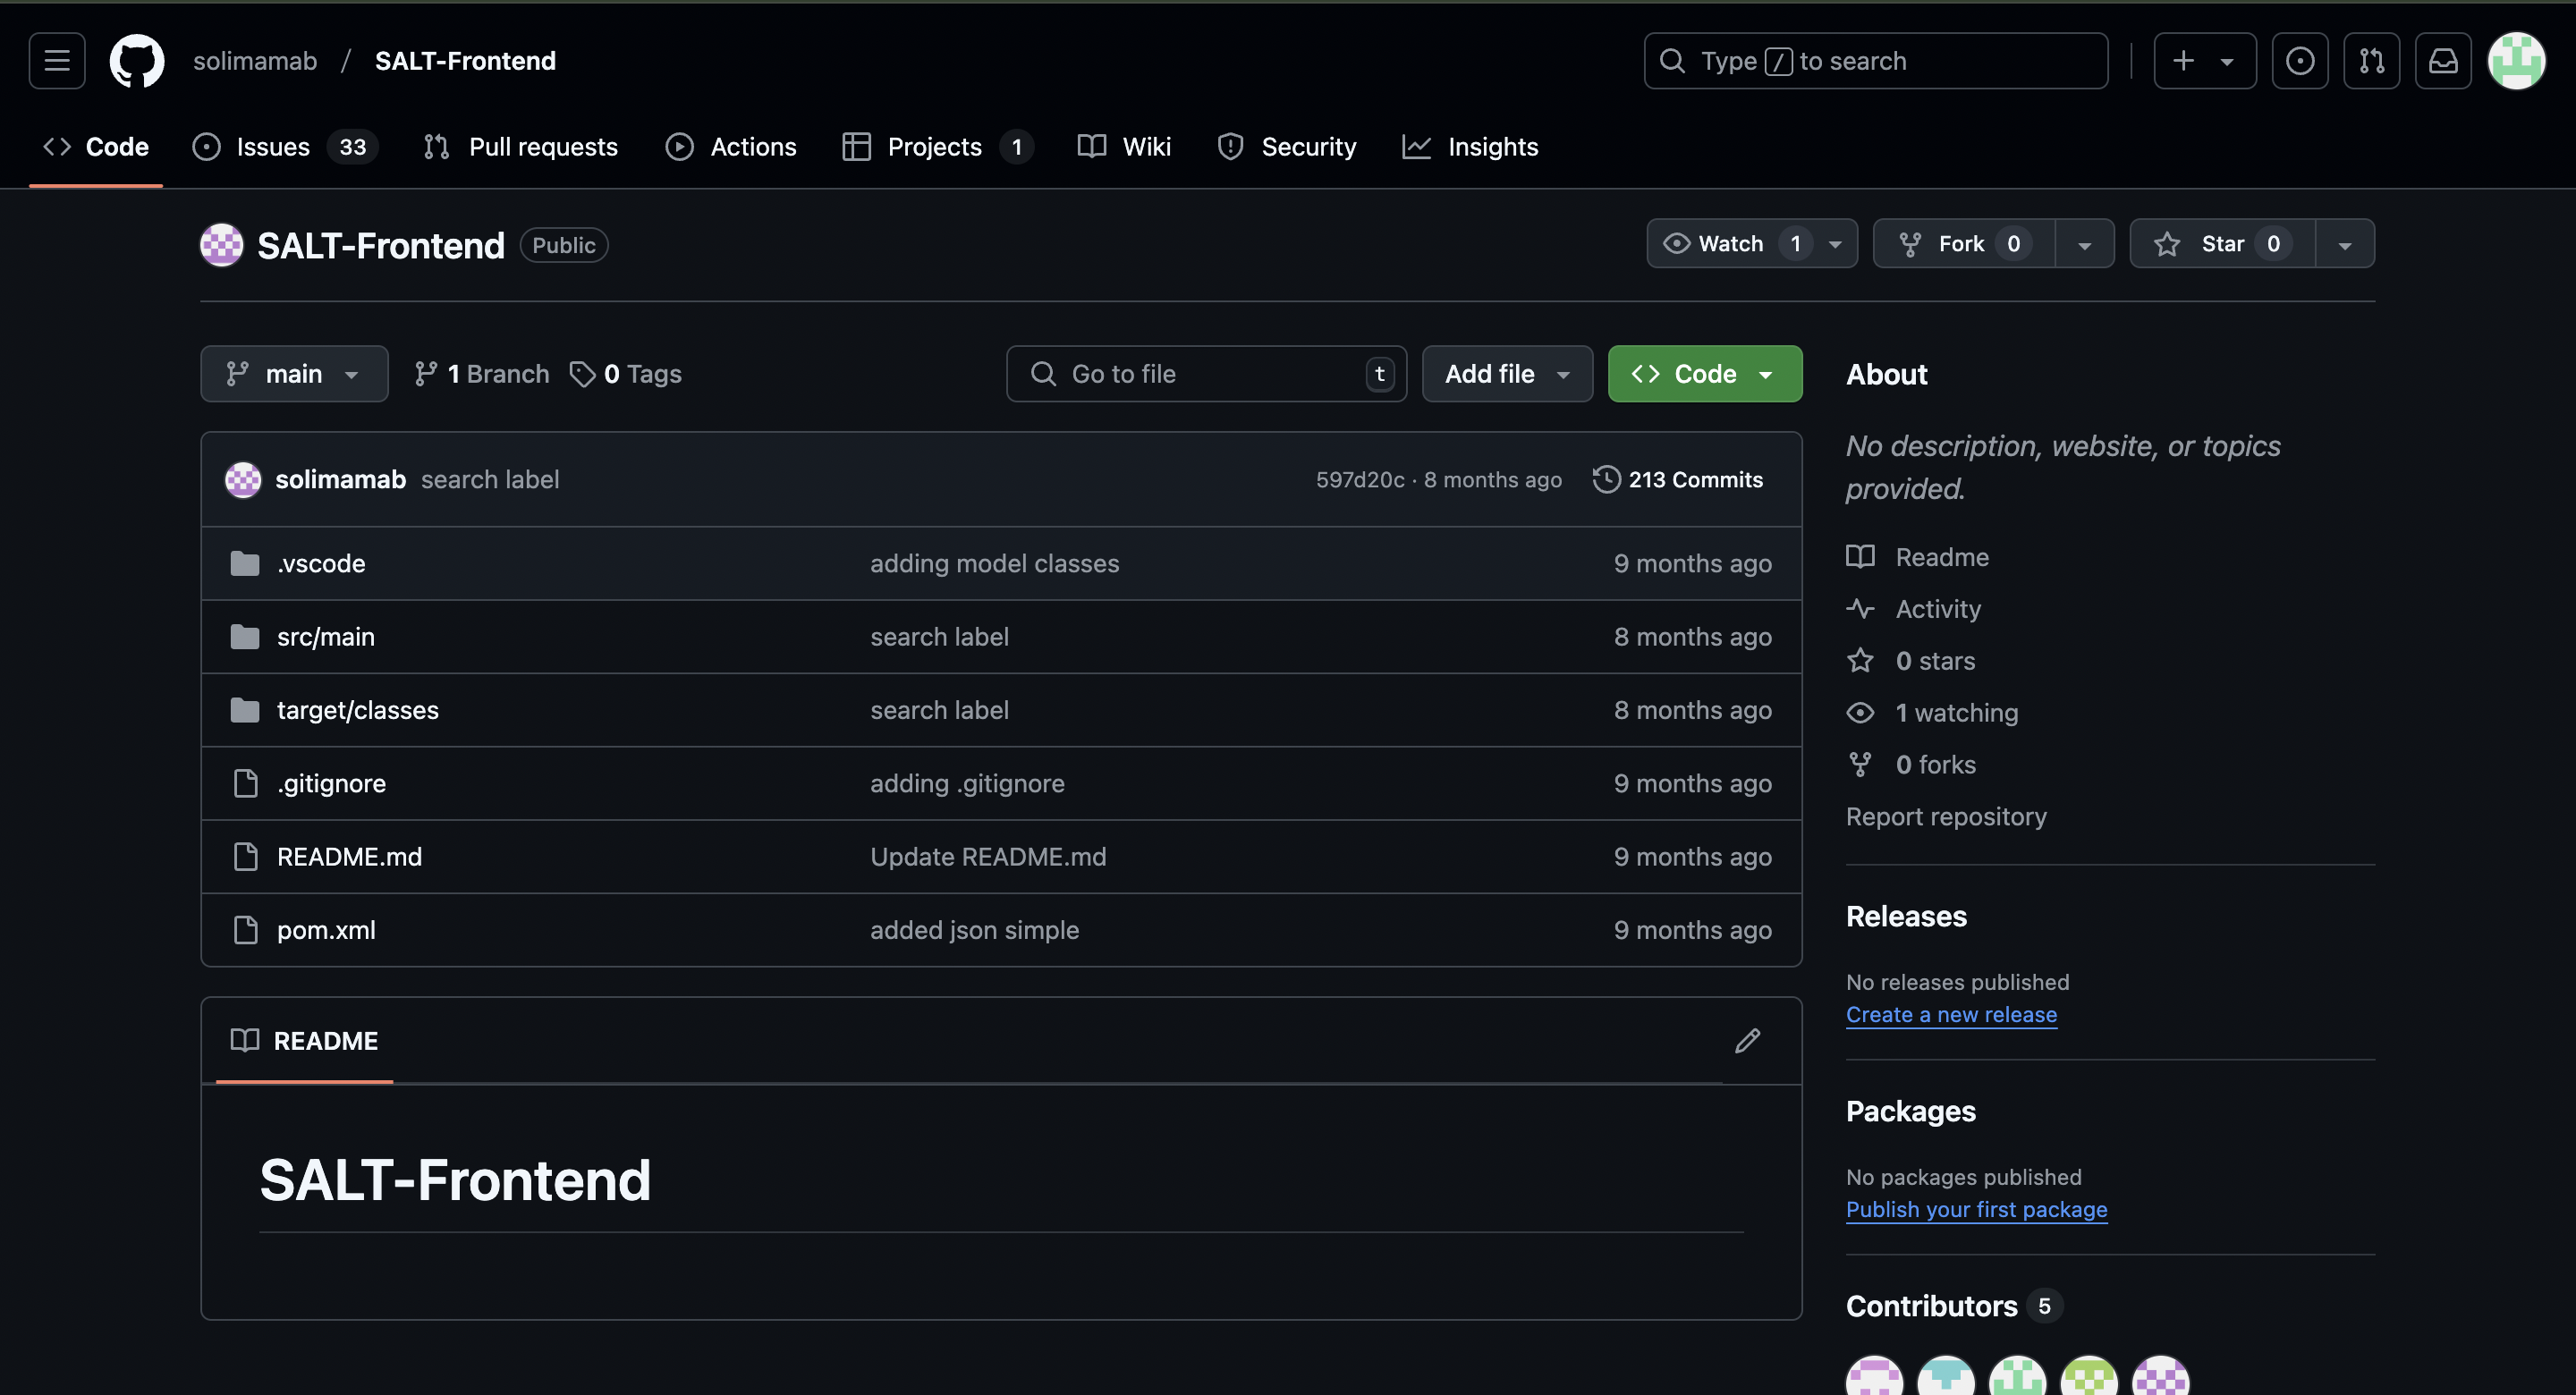 solimamab / SALT-Frontend
Type / to search
Code
Issues 33
Pull requests
Actions
Projects 1
Wiki
Security
Insights
SALT-Frontend Public
Watch 1
Fork 0
Star 0
main
1 Branch
0 Tags
Go to file t
Add file
Code
solimamab search label 597d20c · 8 months ago 213 Commits
.vscode adding model classes 9 months ago
src/main search label 8 months ago
target/classes search label 8 months ago
.gitignore adding .gitignore 9 months ago
README.md Update README.md 9 months ago
pom.xml added json simple 9 months ago
README
SALT-Frontend
About
No description, website, or topics
provided.
Readme
Activity
0 stars
1 watching
0 forks
Report repository
Releases
No releases published
Create a new release
Packages
No packages published
Publish your first package
Contributors 5